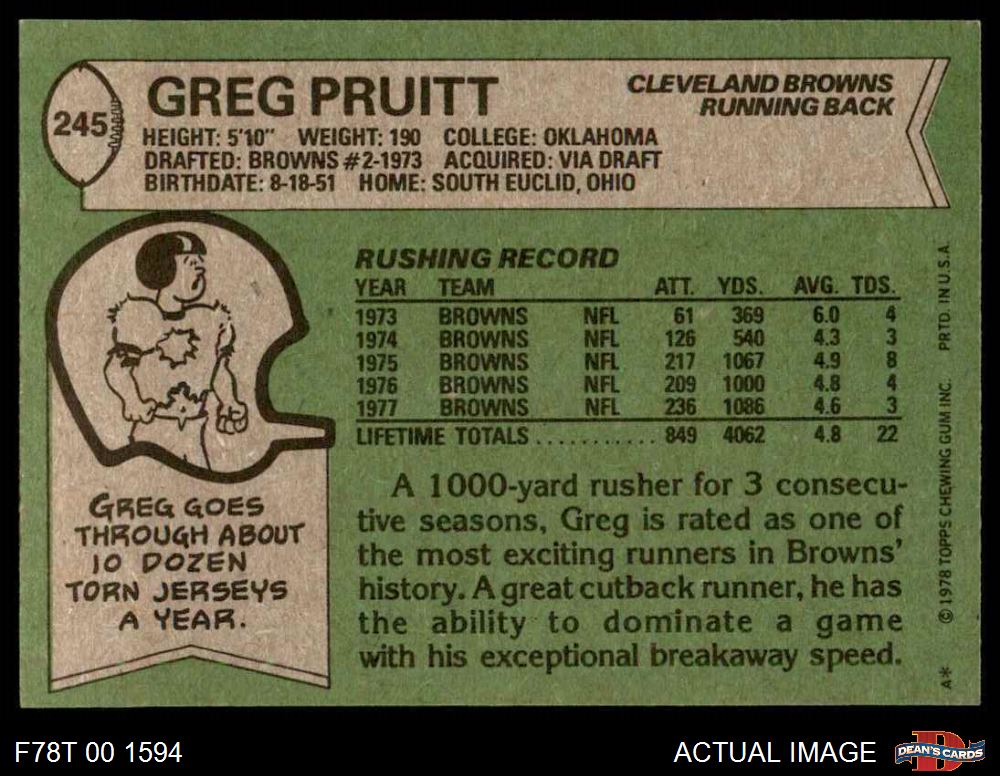 245
GREG PRUITT
CLEVELAND BROWNS
RUNNING BACK
HEIGHT: 5'10" WEIGHT: 190 COLLEGE: OKLAHOMA
DRAFTED: BROWNS #2-1973 ACQUIRED: VIA DRAFT
BIRTHDATE: 8-18-51 HOME: SOUTH EUCLID, OHIO
RUSHING RECORD
YEAR TEAM ATT. YDS. AVG. TDS.
1973 BROWNS NFL 61 369 6.0 4
1974 BROWNS NFL 126 540 4.3 3
1975 BROWNS NFL 217 1067 4.9 8
1976 BROWNS NFL 209 1000 4.8 4
1977 BROWNS NFL 236 1086 4.6 3
LIFETIME TOTALS ........... 849 4062 4.8 22
GREG GOES
THROUGH ABOUT
10 DOZEN
TORN JERSEYS
A YEAR.
A 1000-yard rusher for 3 consecu-
tive seasons, Greg is rated as one of
the most exciting runners in Browns'
history. A great cutback runner, he has
the ability to dominate a game
with his exceptional breakaway speed.
A* © 1978 TOPPS CHEWING GUM INC. PRTD. IN U.S.A.
F78T 00 1594
ACTUAL IMAGE
DEAN'S CARDS